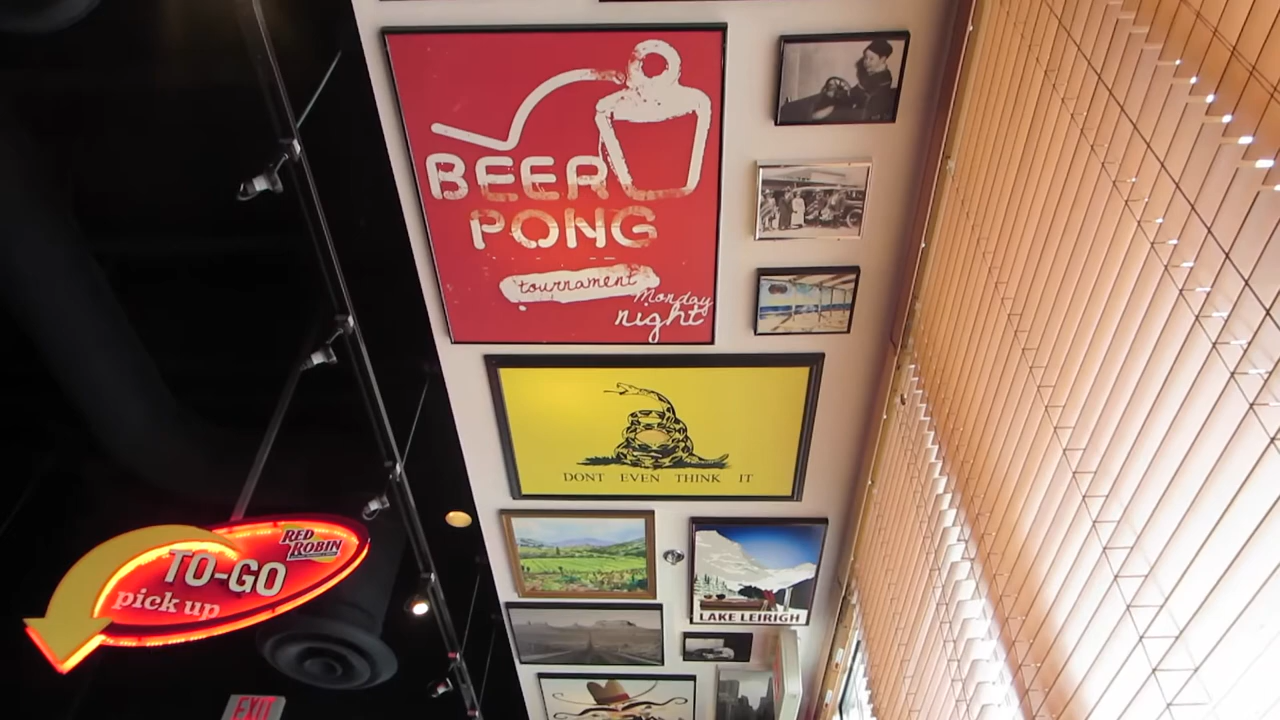 BEER
PONG
tournament
Monday
night
DONT EVEN THINK IT
LAKE LEIRIGH
RED
ROBIN
TO-GO
pick up
EXIT